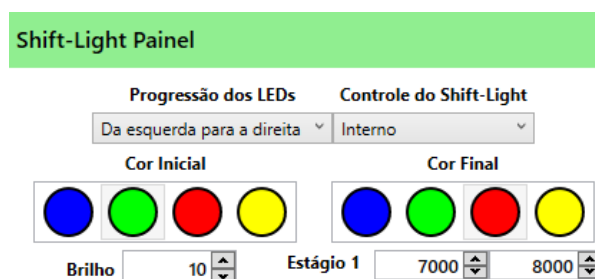 Shift-Light Painel
Progressão dos LEDs Controle do Shift-Light
Da esquerda para a direita Interno
Cor Inicial Cor Final
Brilho 10 Estágio 1 7000 8000